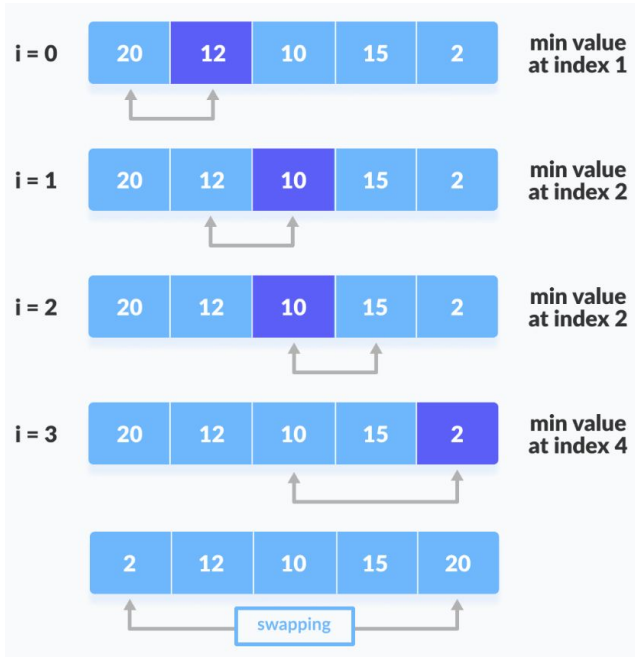 i = 0 20 12 10 15 2 min value
at index 1
i = 1 20 12 10 15 2 min value
at index 2
i = 2 20 12 10 15 2 min value
at index 2
i = 3 20 12 10 15 2 min value
at index 4
2 12 10 15 20
swapping